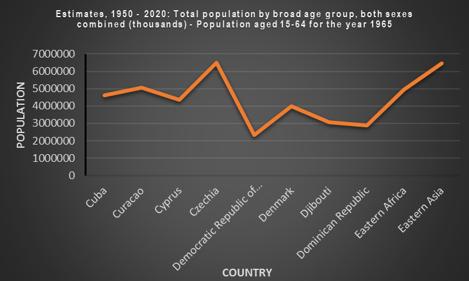 Estimates, 1950 - 2020: Total population by broad age group, both sexes
combined (thousands) - Population aged 15-64 for the year 1965
POPULATION
7000000
6000000
5000000
4000000
3000000
2000000
1000000
0
Cuba
Curacao
Cyprus
Czechia
Democratic Republic of...
Denmark
Djibouti
Dominican Republic
Eastern Africa
Eastern Asia
COUNTRY